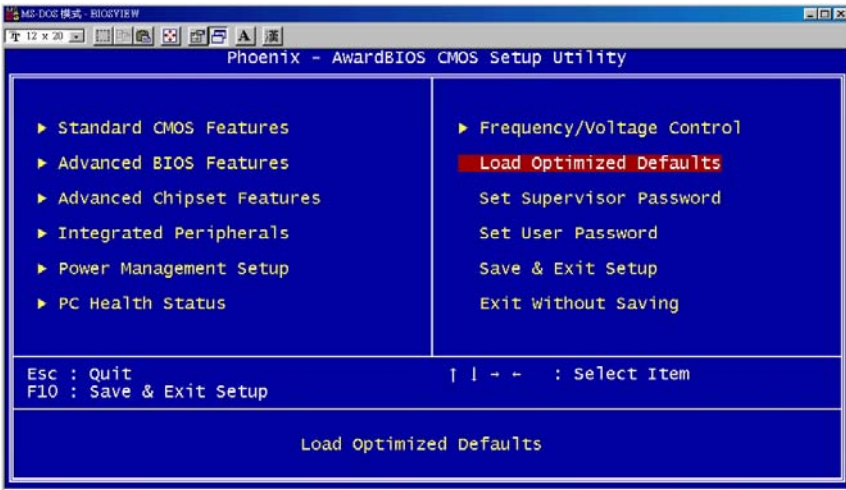 MS-DOS 模式 - BIOSVIEW
12 x 20
A 漢
Phoenix - AwardBIOS CMOS Setup Utility
▶ Standard CMOS Features
▶ Advanced BIOS Features
▶ Advanced Chipset Features
▶ Integrated Peripherals
▶ Power Management Setup
▶ PC Health Status
▶ Frequency/Voltage Control
Load Optimized Defaults
Set Supervisor Password
Set User Password
Save & Exit Setup
Exit Without Saving
Esc : Quit
F10 : Save & Exit Setup
↑ ↓ → ← : Select Item
Load Optimized Defaults